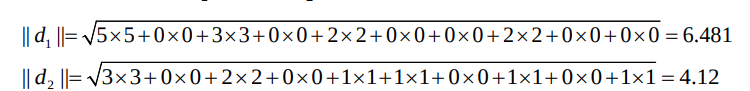 || d₁ ||= √5×5+0×0+3×3+0×0+2×2+0×0+0×0+2×2+0×0+0×0 = 6.481
|| d₂ ||= √3×3+0×0+2×2+0×0+1×1+1×1+0×0+1×1+0×0+1×1 = 4.12